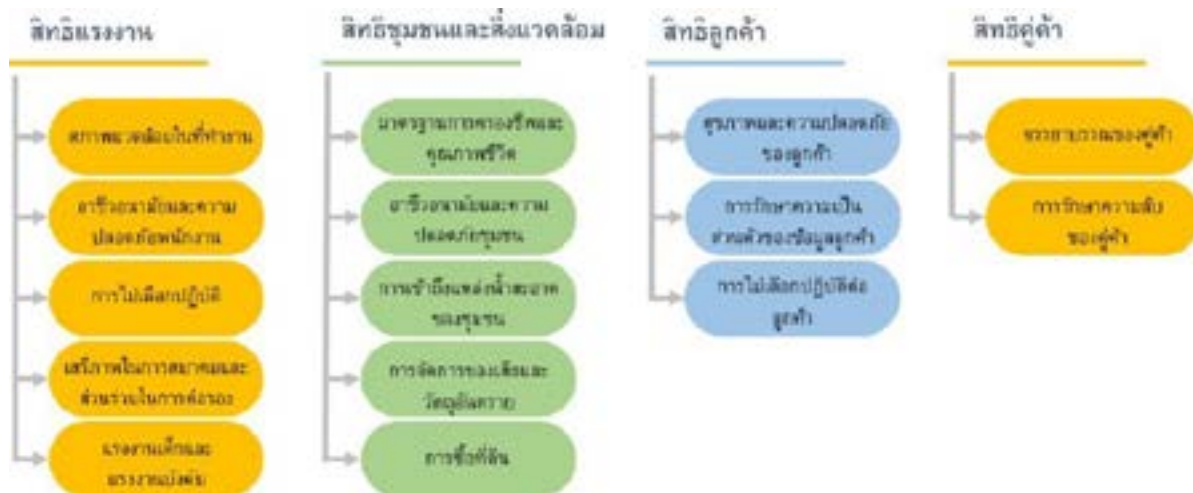 สิทธิแรงงาน
สภาพแวดล้อมในที่ทำงาน
อาชีวอนามัยและความ
ปลอดภัยพนักงาน
การไม่เลือกปฏิบัติ
เสรีภาพในการสมาคมและ
ส่วนร่วมในการต่อรอง
แรงงานเด็กและ
แรงงานบังคับ
สิทธิชุมชนและสิ่งแวดล้อม
มาตรฐานการครองชีพและ
คุณภาพชีวิต
อาชีวอนามัยและความ
ปลอดภัยชุมชน
การเข้าถึงแหล่งน้ำสะอาด
ของชุมชน
การจัดการของเสียและ
วัตถุอันตราย
การซื้อที่ดิน
สิทธิลูกค้า
สุขภาพและความปลอดภัย
ของลูกค้า
การรักษาความเป็น
ส่วนตัวของข้อมูลลูกค้า
การไม่เลือกปฏิบัติต่อ
ลูกค้า
สิทธิคู่ค้า
จรรยาบรรณของคู่ค้า
การรักษาความลับ
ของคู่ค้า